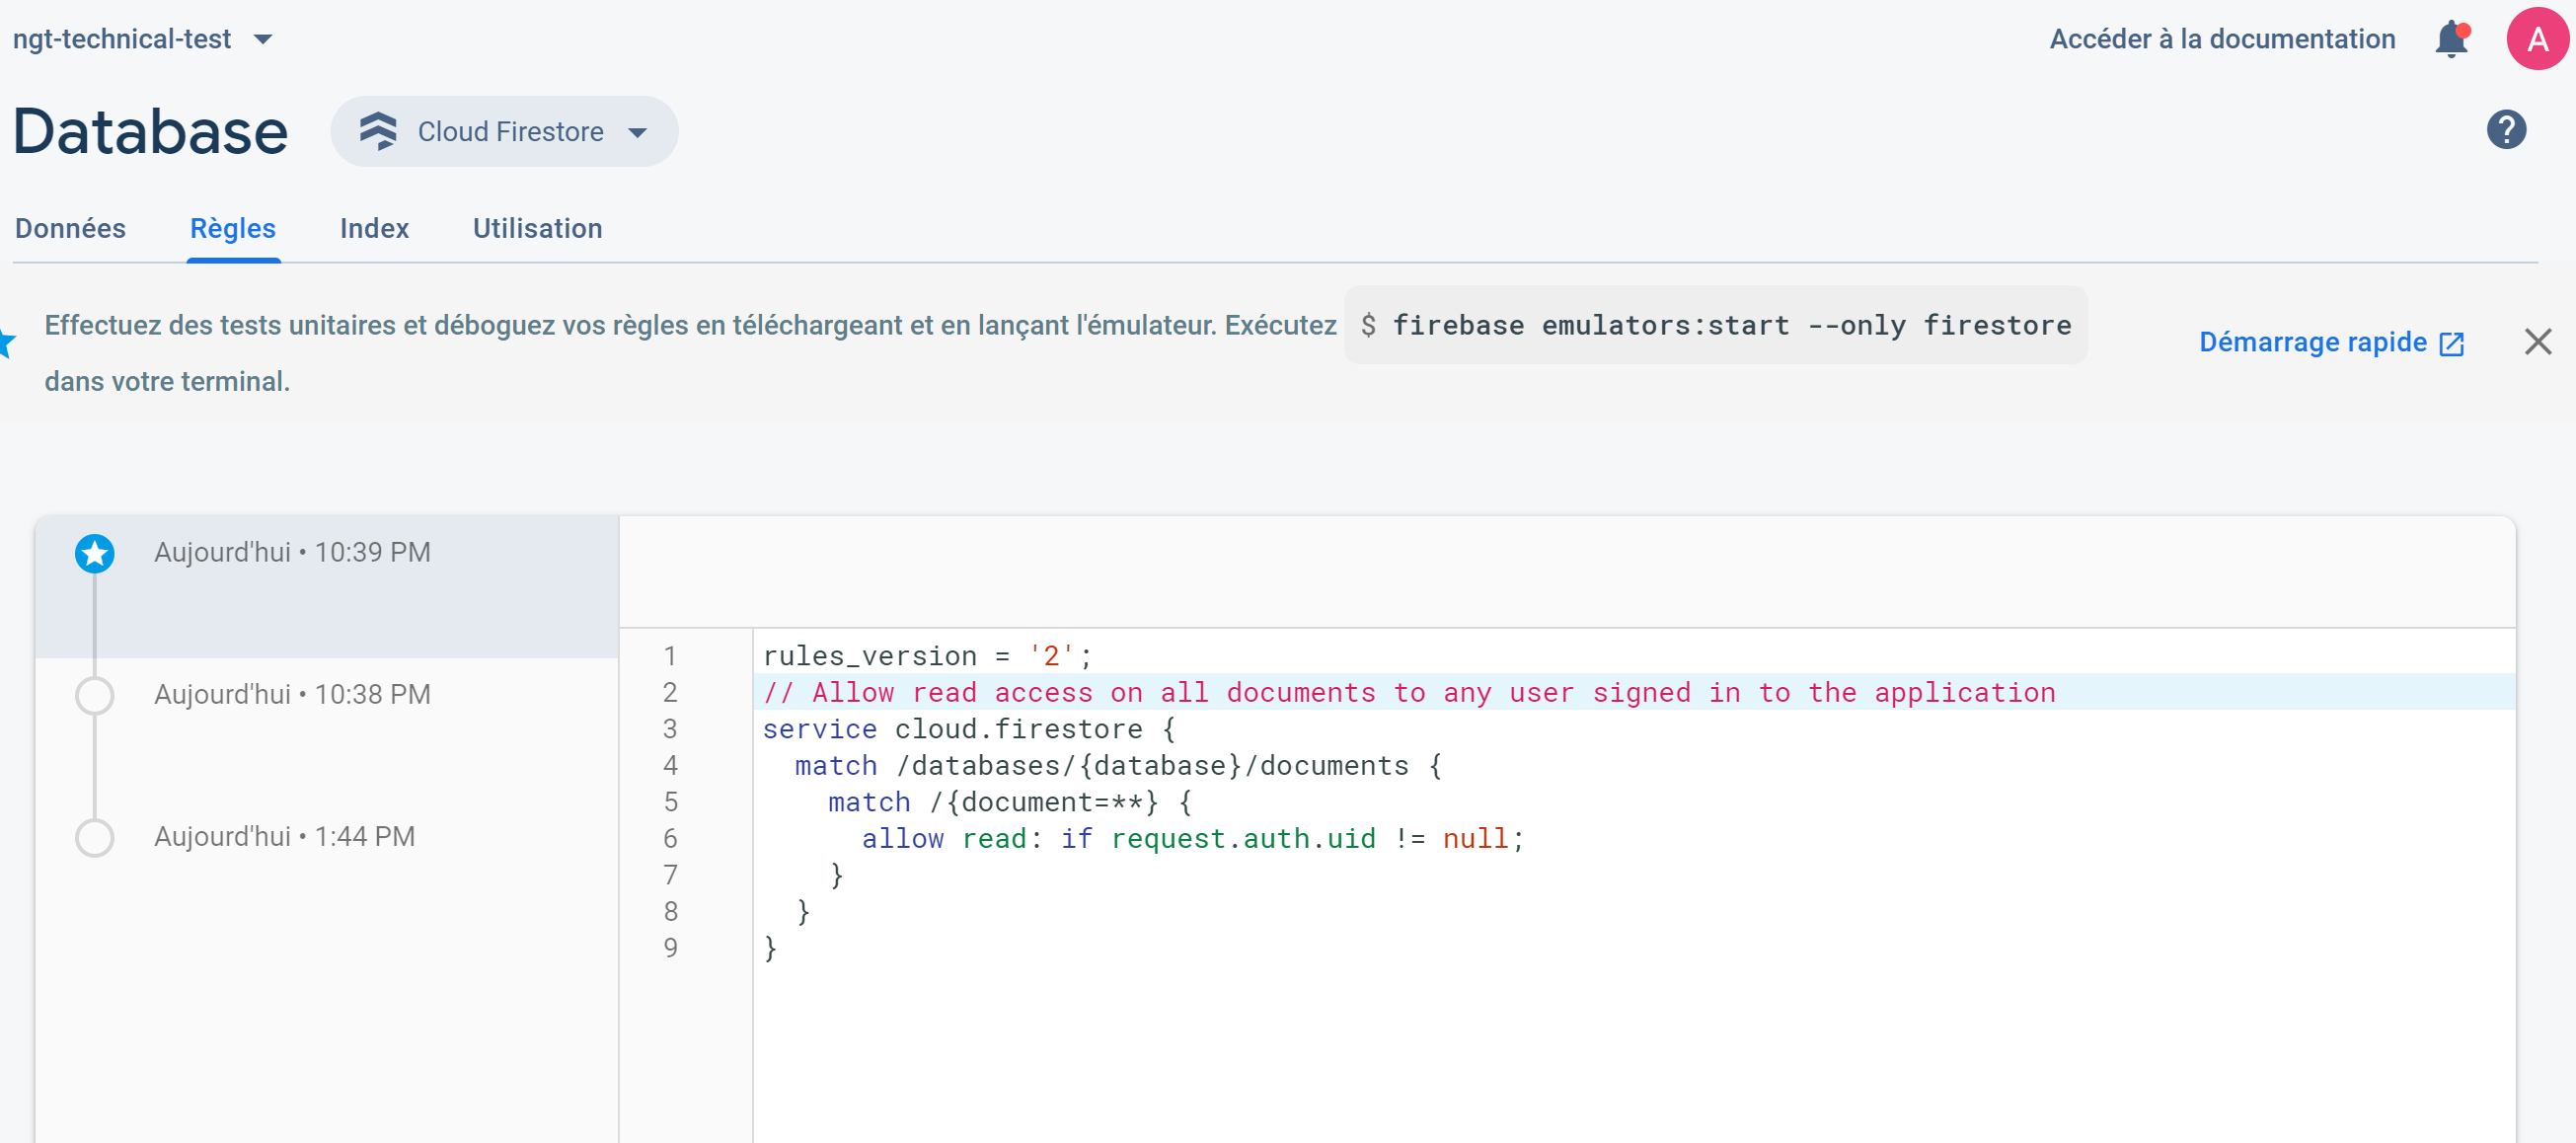 ngt-technical-test
Accéder à la documentation
A
Database
Cloud Firestore
?
Données
Règles
Index
Utilisation
Effectuez des tests unitaires et déboguez vos règles en téléchargeant et en lançant l'émulateur. Exécutez $ firebase emulators:start --only firestore
dans votre terminal.
Démarrage rapide
Aujourd'hui • 10:39 PM
Aujourd'hui • 10:38 PM
Aujourd'hui • 1:44 PM
1 rules_version = '2';
2 // Allow read access on all documents to any user signed in to the application
3 service cloud.firestore {
4   match /databases/{database}/documents {
5     match /{document=**} {
6       allow read: if request.auth.uid != null;
7     }
8   }
9 }